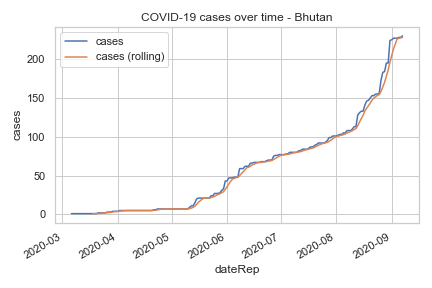 COVID-19 cases over time - Bhutan
cases
cases (rolling)
200
150
100
50
0
cases
2020-03
2020-04
2020-05
2020-06
2020-07
2020-08
2020-09
dateRep